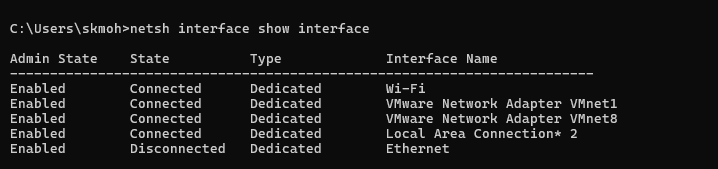 C:\Users\skmoh>netsh interface show interface
Admin State    State          Type             Interface Name
-------------------------------------------------------------------------
Enabled        Connected      Dedicated        Wi-Fi
Enabled        Connected      Dedicated        VMware Network Adapter VMnet1
Enabled        Connected      Dedicated        VMware Network Adapter VMnet8
Enabled        Connected      Dedicated        Local Area Connection* 2
Enabled        Disconnected   Dedicated        Ethernet